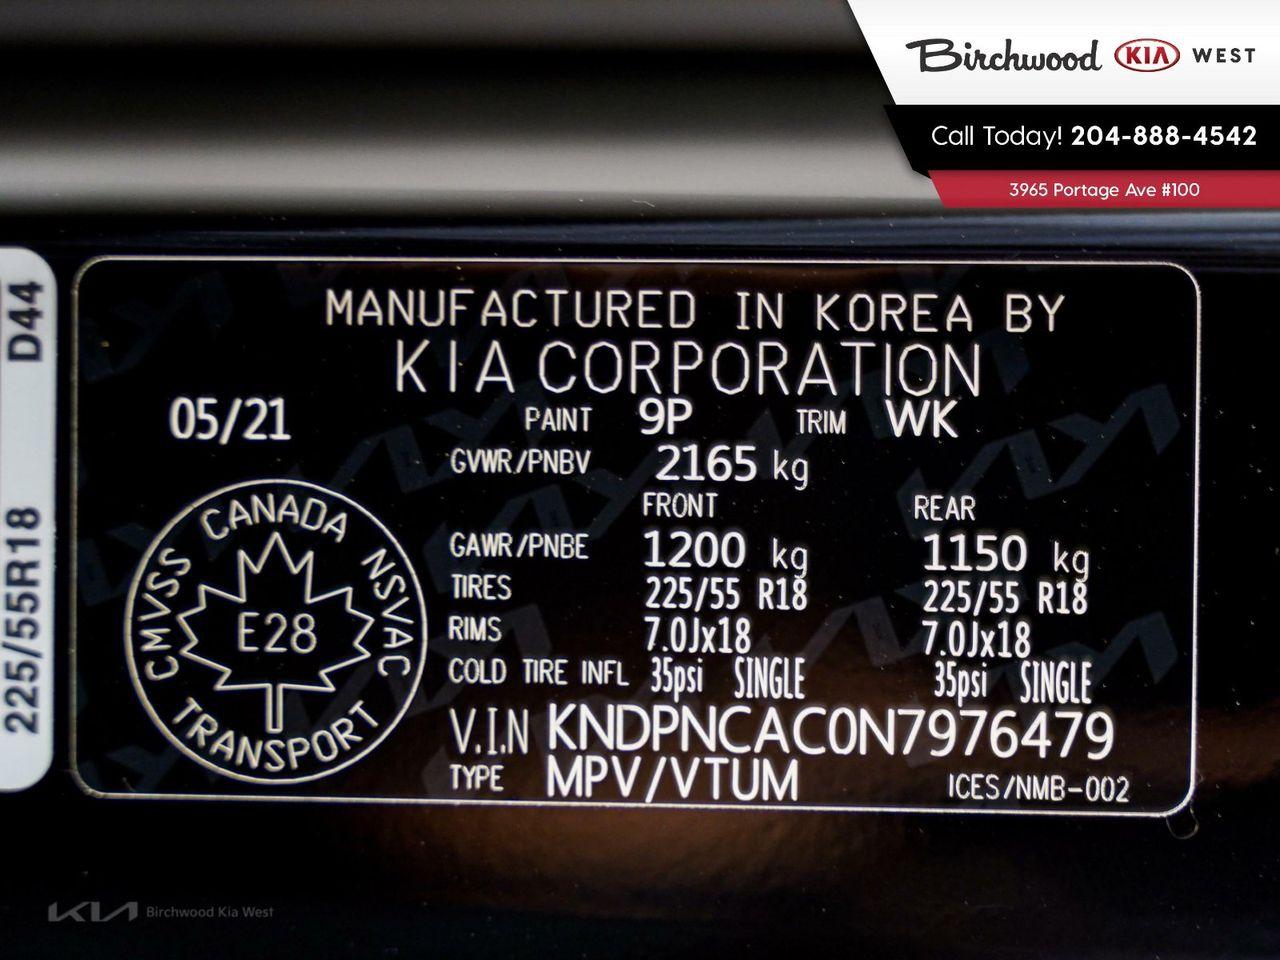 Birchwood KIA WEST
Call Today! 204-888-4542
3965 Portage Ave #100
D44
225/55R18
MANUFACTURED IN KOREA BY
KIA CORPORATION
05/21
PAINT 9P TRIM WK
GVWR/PNBV 2165 kg
FRONT REAR
GAWR/PNBE 1200 kg 1150 kg
TIRES 225/55 R18 225/55 R18
RIMS 7.0Jx18 7.0Jx18
COLD TIRE INFL 35psi SINGLE 35psi SINGLE
V.I.N KNDPNCAC0N7976479
TYPE MPV/VTUM ICES/NMB-002
CANADA
CMVSS NSVAC
E28
TRANSPORT
KIA Birchwood Kia West